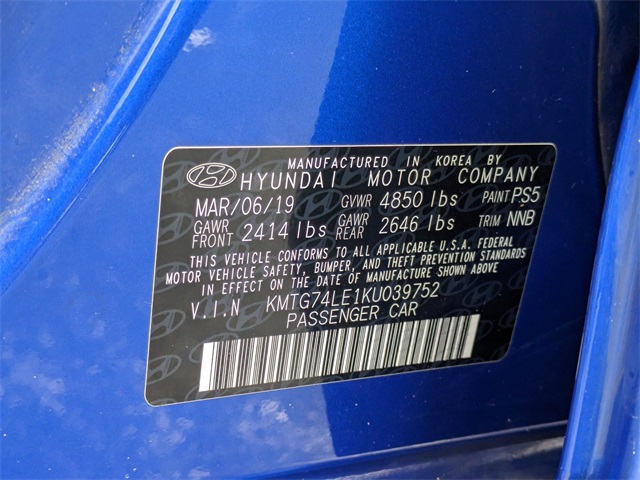 MANUFACTURED IN KOREA BY
HYUNDAI MOTOR COMPANY
MAR/06/19 GVWR 4850 lbs PAINT PS5
GAWR FRONT 2414 lbs GAWR REAR 2646 lbs TRIM NNB
THIS VEHICLE CONFORMS TO ALL APPLICABLE U.S.A. FEDERAL
MOTOR VEHICLE SAFETY, BUMPER, AND THEFT PREVENTION STANDARDS
IN EFFECT ON THE DATE OF MANUFACTURE SHOWN ABOVE
V.I.N KMTG74LE1KU039752
PASSENGER CAR